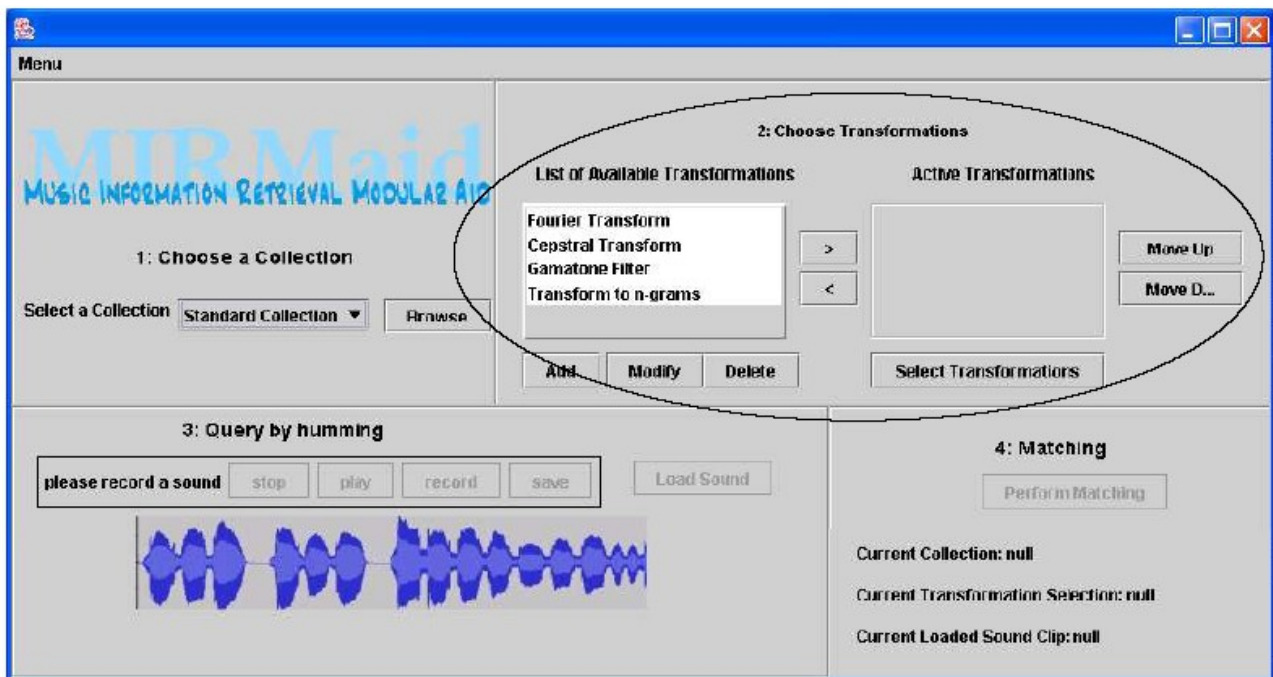 Menu
MIRMaid
MUSIC INFORMATION RETRIEVAL MODULAR AID
1: Choose a Collection
Select a Collection Standard Collection Browse
2: Choose Transformations
List of Available Transformations Active Transformations
Fourier Transform
Cepstral Transform
Gamatone Filter
Transform to n-grams
>
<
Move Up
Move D...
Add Modify Delete Select Transformations
3: Query by humming
please record a sound stop play record save Load Sound
4: Matching
Perform Matching
Current Collection: null
Current Transformation Selection: null
Current Loaded Sound Clip: null